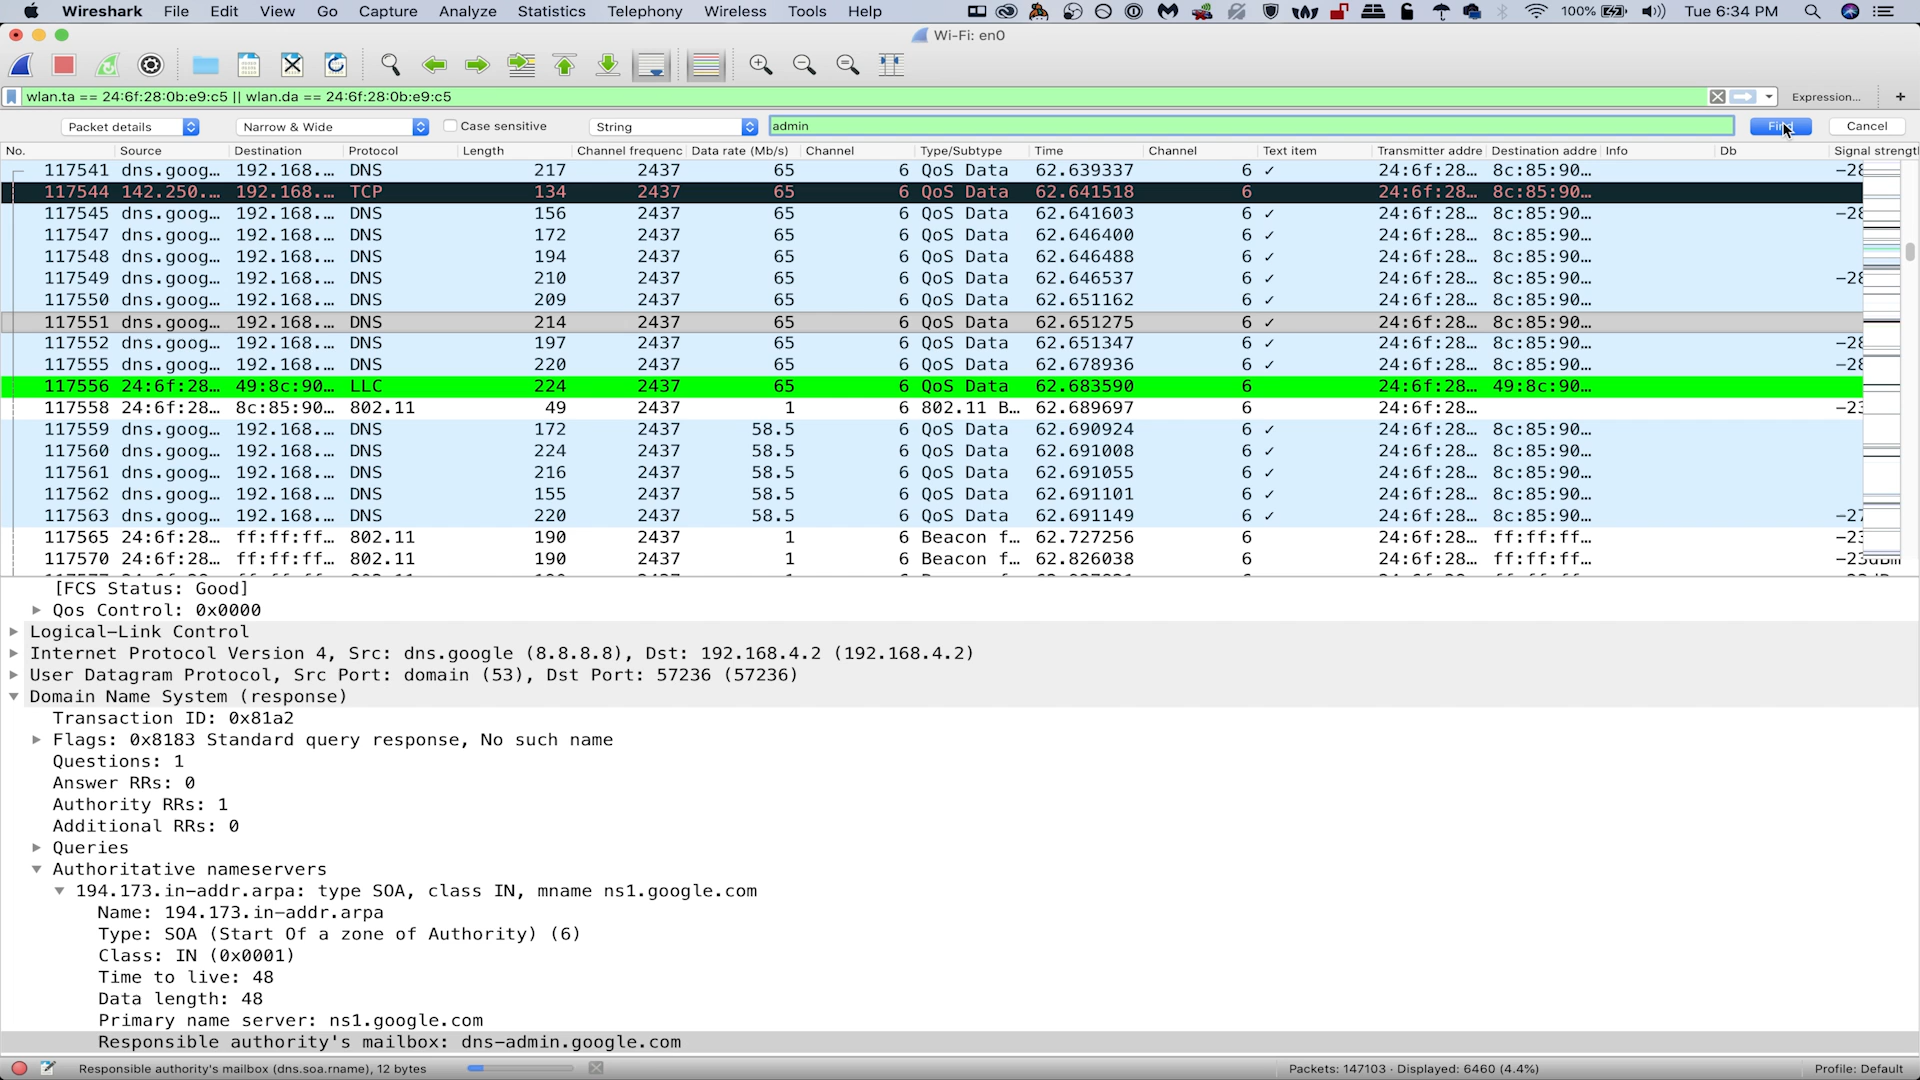 Wireshark File Edit View Go Capture Analyze Statistics Telephony Wireless Tools Help 100% Tue 6:34 PM
Wi-Fi: en0
wlan.ta == 24:6f:28:0b:e9:c5 || wlan.da == 24:6f:28:0b:e9:c5 Expression... +
Packet details Narrow & Wide Case sensitive String admin Find Cancel
No. Source Destination Protocol Length Channel frequenc Data rate (Mb/s) Channel Type/Subtype Time Channel Text item Transmitter addre Destination addre Info Db Signal strengtl
117541 dns.goog… 192.168.… DNS 217 2437 65 6 QoS Data 62.639337 6 ✓ 24:6f:28… 8c:85:90… −28
117544 142.250.… 192.168.… TCP 134 2437 65 6 QoS Data 62.641518 6 24:6f:28… 8c:85:90…
117545 dns.goog… 192.168.… DNS 156 2437 65 6 QoS Data 62.641603 6 ✓ 24:6f:28… 8c:85:90… −28
117547 dns.goog… 192.168.… DNS 172 2437 65 6 QoS Data 62.646400 6 ✓ 24:6f:28… 8c:85:90…
117548 dns.goog… 192.168.… DNS 194 2437 65 6 QoS Data 62.646488 6 ✓ 24:6f:28… 8c:85:90…
117549 dns.goog… 192.168.… DNS 210 2437 65 6 QoS Data 62.646537 6 ✓ 24:6f:28… 8c:85:90… −28
117550 dns.goog… 192.168.… DNS 209 2437 65 6 QoS Data 62.651162 6 ✓ 24:6f:28… 8c:85:90…
117551 dns.goog… 192.168.… DNS 214 2437 65 6 QoS Data 62.651275 6 ✓ 24:6f:28… 8c:85:90…
117552 dns.goog… 192.168.… DNS 197 2437 65 6 QoS Data 62.651347 6 ✓ 24:6f:28… 8c:85:90… −28
117555 dns.goog… 192.168.… DNS 220 2437 65 6 QoS Data 62.678936 6 ✓ 24:6f:28… 8c:85:90… −28
117556 24:6f:28… 49:8c:90… LLC 224 2437 65 6 QoS Data 62.683590 6 24:6f:28… 49:8c:90…
117558 24:6f:28… 8c:85:90… 802.11 49 2437 1 6 802.11 B… 62.689697 6 24:6f:28… −23
117559 dns.goog… 192.168.… DNS 172 2437 58.5 6 QoS Data 62.690924 6 ✓ 24:6f:28… 8c:85:90…
117560 dns.goog… 192.168.… DNS 224 2437 58.5 6 QoS Data 62.691008 6 ✓ 24:6f:28… 8c:85:90…
117561 dns.goog… 192.168.… DNS 216 2437 58.5 6 QoS Data 62.691055 6 ✓ 24:6f:28… 8c:85:90…
117562 dns.goog… 192.168.… DNS 155 2437 58.5 6 QoS Data 62.691101 6 ✓ 24:6f:28… 8c:85:90…
117563 dns.goog… 192.168.… DNS 220 2437 58.5 6 QoS Data 62.691149 6 ✓ 24:6f:28… 8c:85:90… −27
117565 24:6f:28… ff:ff:ff… 802.11 190 2437 1 6 Beacon f… 62.727256 6 24:6f:28… ff:ff:ff… −23
117570 24:6f:28… ff:ff:ff… 802.11 190 2437 1 6 Beacon f… 62.826038 6 24:6f:28… ff:ff:ff… −23dBm
[FCS Status: Good]
Qos Control: 0x0000
Logical-Link Control
Internet Protocol Version 4, Src: dns.google (8.8.8.8), Dst: 192.168.4.2 (192.168.4.2)
User Datagram Protocol, Src Port: domain (53), Dst Port: 57236 (57236)
Domain Name System (response)
Transaction ID: 0x81a2
Flags: 0x8183 Standard query response, No such name
Questions: 1
Answer RRs: 0
Authority RRs: 1
Additional RRs: 0
Queries
Authoritative nameservers
194.173.in-addr.arpa: type SOA, class IN, mname ns1.google.com
Name: 194.173.in-addr.arpa
Type: SOA (Start Of a zone of Authority) (6)
Class: IN (0x0001)
Time to live: 48
Data length: 48
Primary name server: ns1.google.com
Responsible authority's mailbox: dns-admin.google.com
Responsible authority's mailbox (dns.soa.rname), 12 bytes Packets: 147103 · Displayed: 6460 (4.4%) Profile: Default